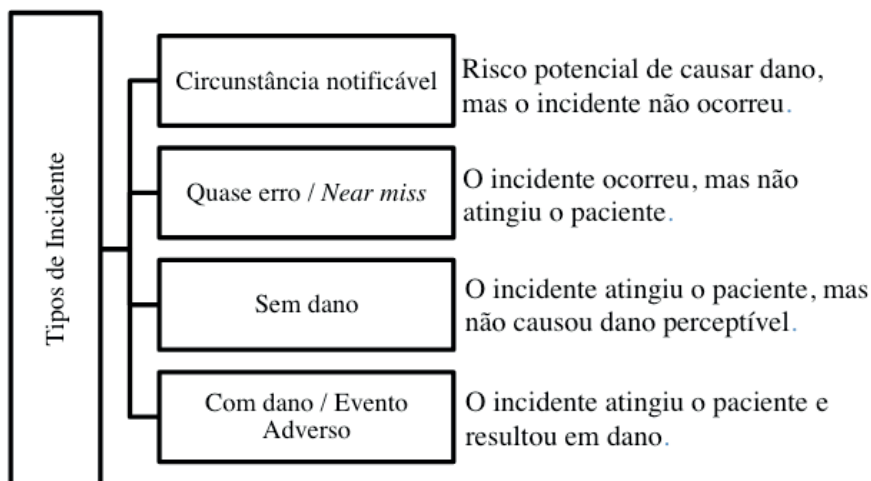 Tipos de Incidente
Circunstância notificável
Risco potencial de causar dano,
mas o incidente não ocorreu.
Quase erro / Near miss
O incidente ocorreu, mas não
atingiu o paciente.
Sem dano
O incidente atingiu o paciente, mas
não causou dano perceptível.
Com dano / Evento
Adverso
O incidente atingiu o paciente e
resultou em dano.